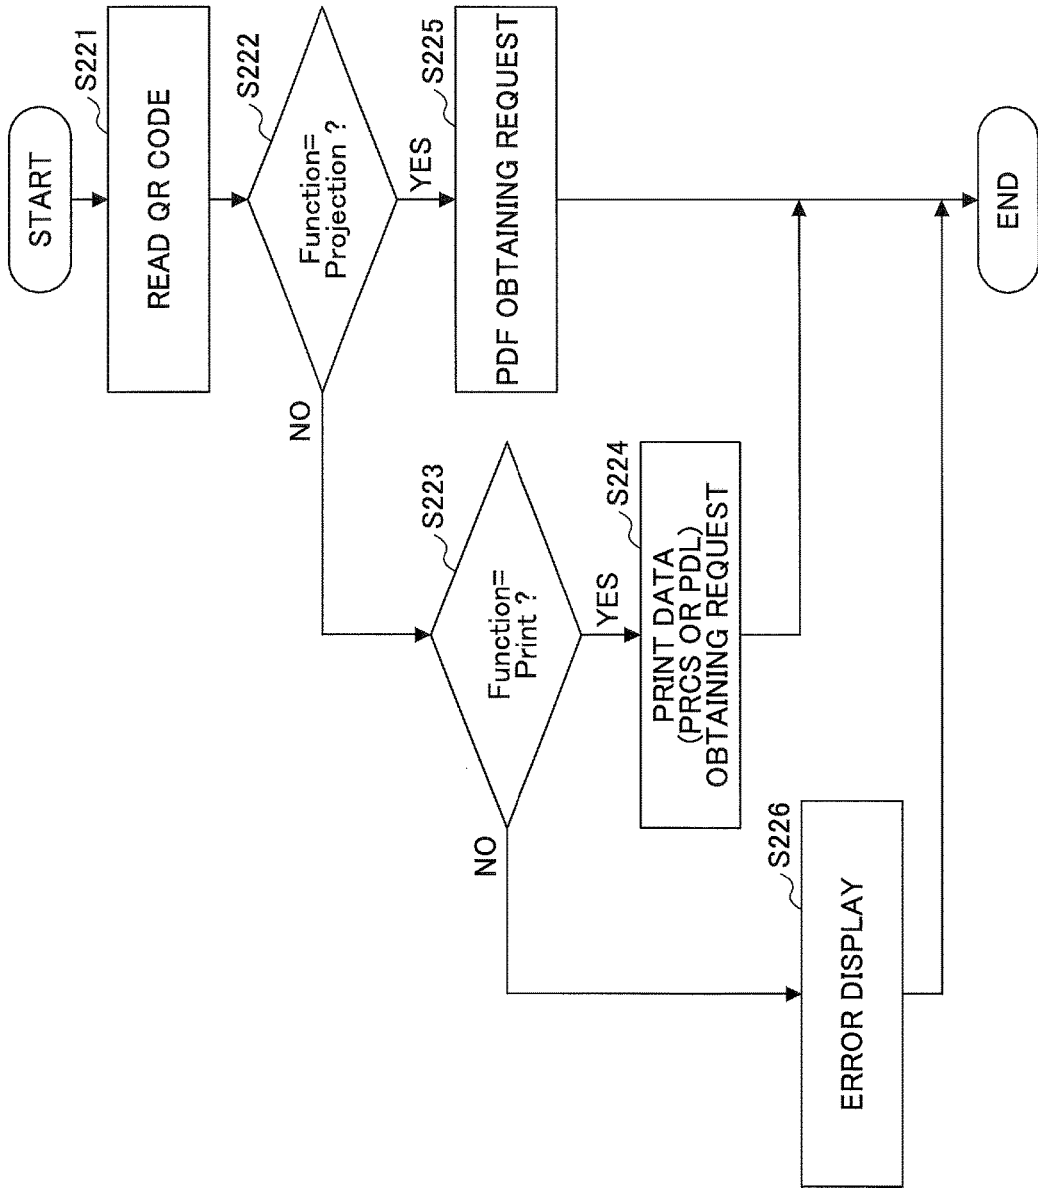 START
S221
READ QR CODE
S222
Function=
Projection ?
NO
YES
S225
PDF OBTAINING REQUEST
S223
Function=
Print ?
NO
YES
S224
PRINT DATA
(PRCS OR PDL)
OBTAINING REQUEST
S226
ERROR DISPLAY
END